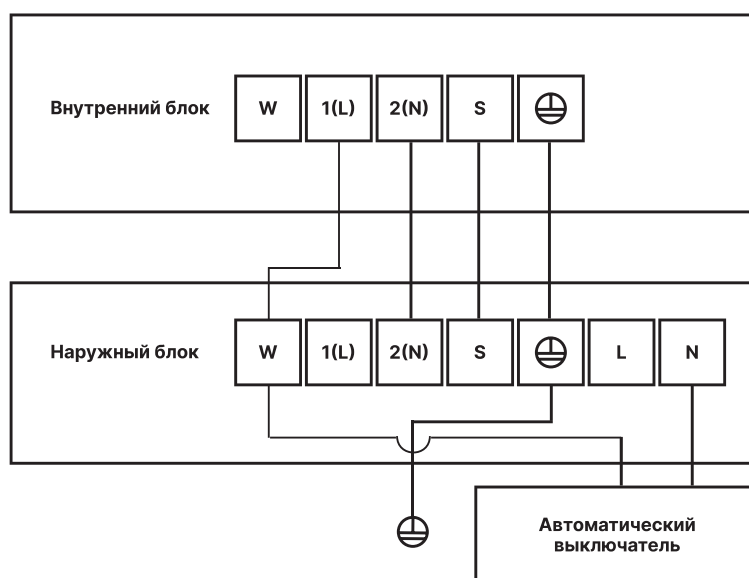 Внутренний блок W 1(L) 2(N) S
Наружный блок W 1(L) 2(N) S L N
Автоматический
выключатель